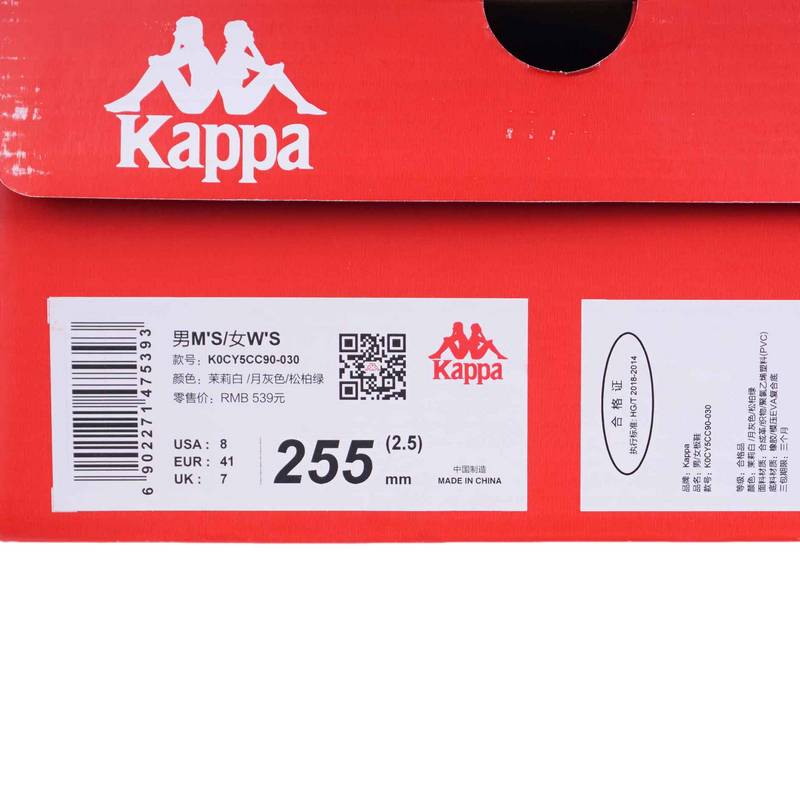 Kappa
男M'S/女W'S
款号: K0CY5CC90-030
颜色: 茉莉白 /月灰色/松柏绿
零售价: RMB 539元
USA : 8
EUR : 41
UK : 7
255 (2.5)
mm
6 902271 475393
Kappa
中国制造
MADE IN CHINA
合格证
执行标准: HG/T 2018-2014
品牌: Kappa
品名: 男/女板鞋
款号: K0CY5CC90-030
等级: 合格品
颜色: 茉莉白 /月灰色/松柏绿
面料材质: 合成革/织物/聚氯乙烯塑料(PVC)
底料材质: 橡胶/模压EVA复合底
三包期限: 三个月